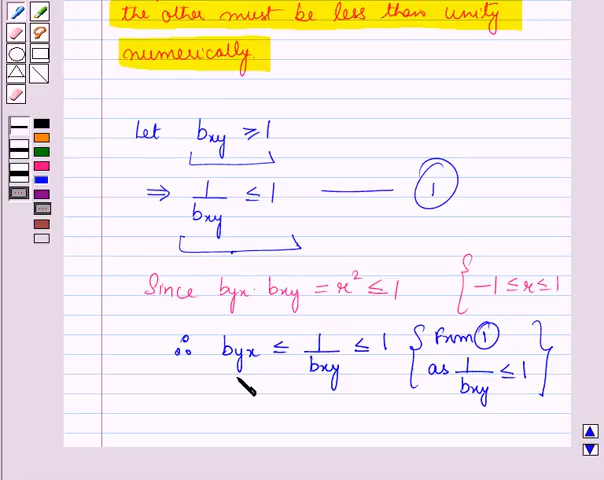 the other must be less than unity
numerically.
Let bxy ≥ 1
⇒ 1/bxy ≤ 1 —— ①
Since byx · bxy = r² ≤ 1 { -1 ≤ r ≤ 1
∴ byx ≤ 1/bxy ≤ 1 { From ① as 1/bxy ≤ 1 }